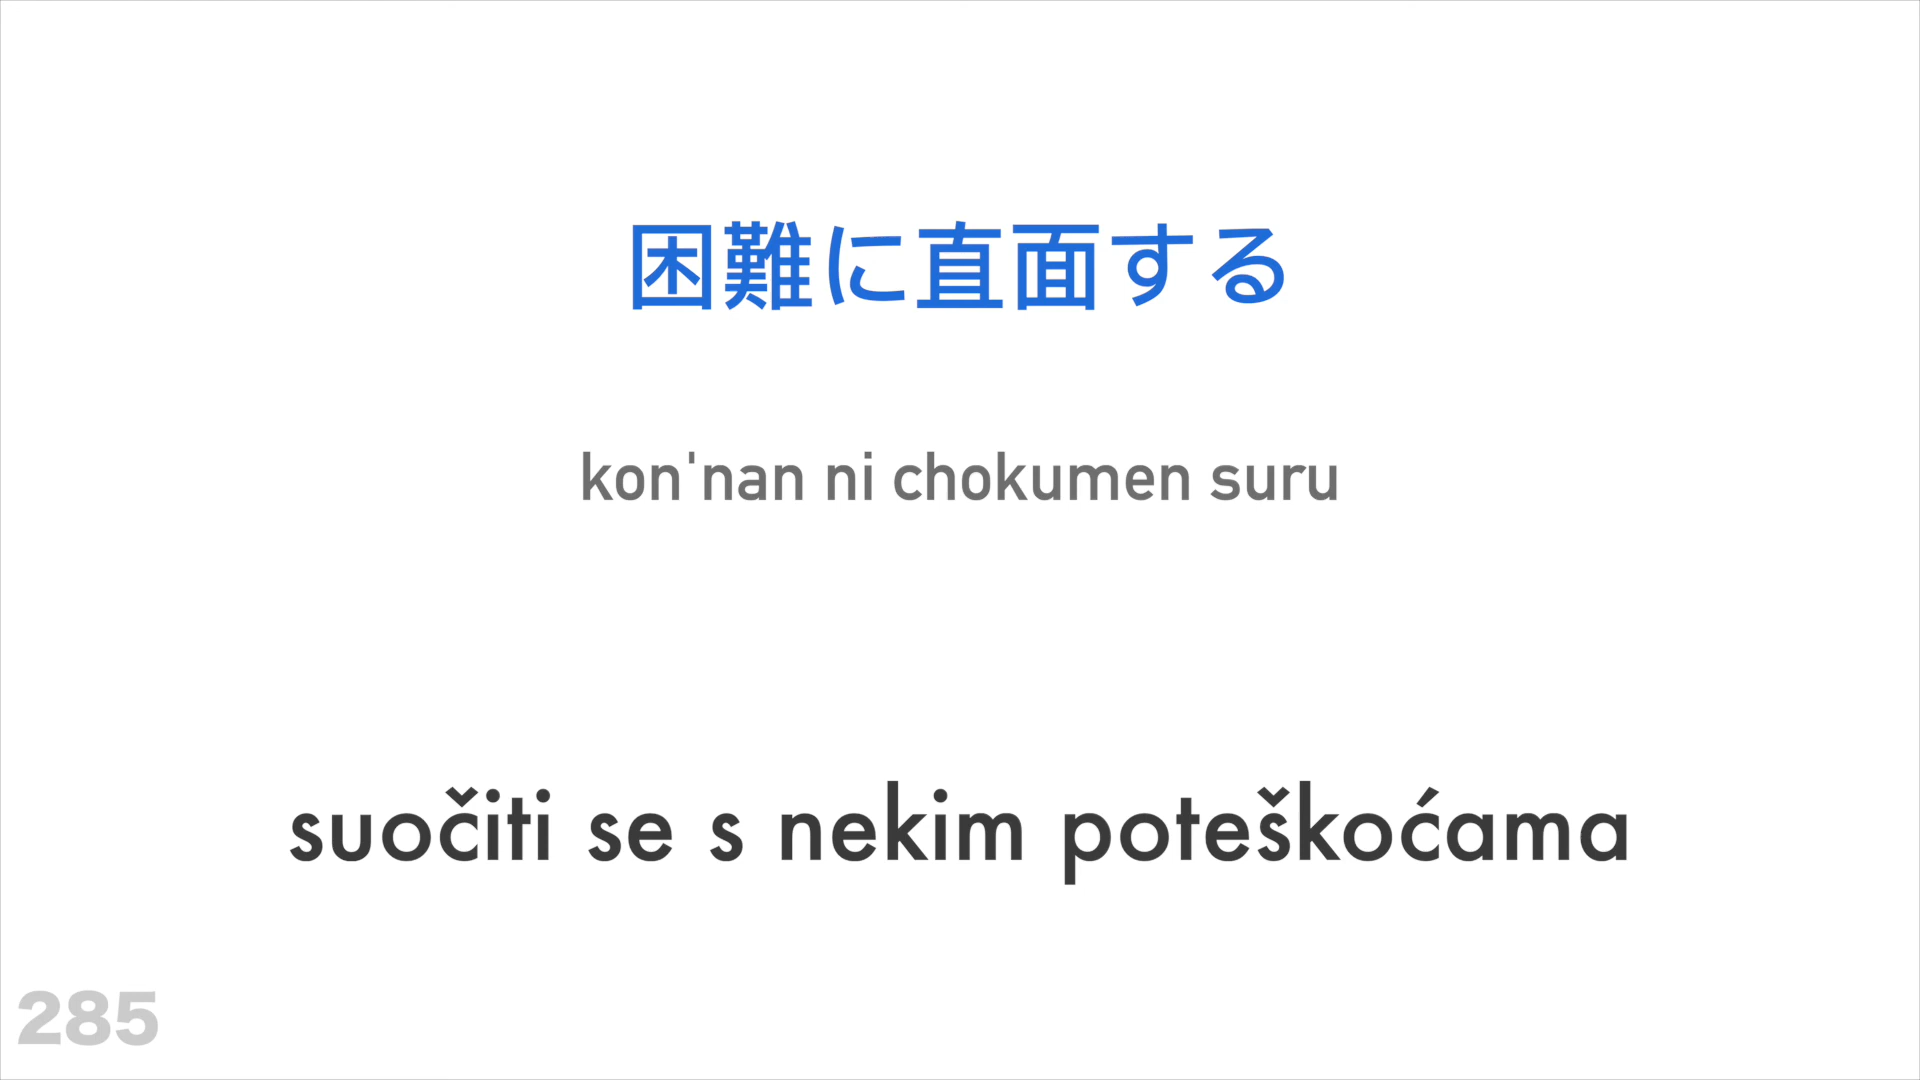 困難に直面する
kon'nan ni chokumen suru
suočiti se s nekim poteškoćama
285